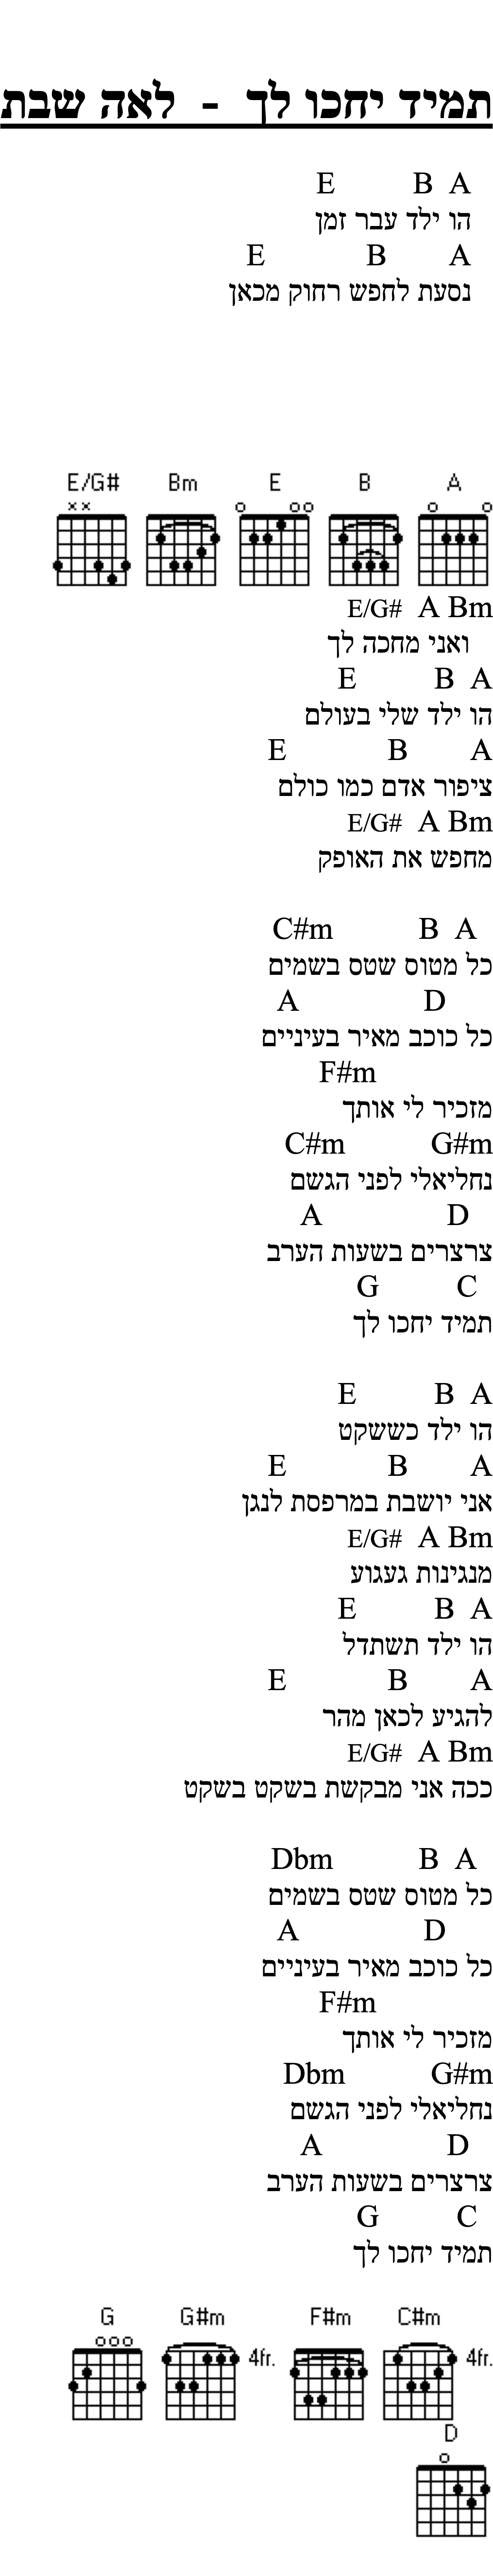 תמיד יחכו לך - לאה שבת
E B A
הו ילד עבר זמן
E B A
נסעת לחפש רחוק מכאן
E/G# Bm E B A
E/G# A Bm
ואני מחכה לך
E B A
הו ילד שלי בעולם
E B A
ציפור אדם כמו כולם
E/G# A Bm
מחפש את האופק
C#m B A
כל מטוס שטס בשמים
A D
כל כוכב מאיר בעיניים
F#m
מזכיר לי אותך
C#m G#m
נחליאלי לפני הגשם
A D
צרצרים בשעות הערב
G C
תמיד יחכו לך
E B A
הו ילד כששקט
E B A
אני יושבת במרפסת לנגן
E/G# A Bm
מנגינות געגוע
E B A
הו ילד תשתדל
E B A
להגיע לכאן מהר
E/G# A Bm
ככה אני מבקשת בשקט בשקט
Dbm B A
כל מטוס שטס בשמים
A D
כל כוכב מאיר בעיניים
F#m
מזכיר לי אותך
Dbm G#m
נחליאלי לפני הגשם
A D
צרצרים בשעות הערב
G C
תמיד יחכו לך
G G#m F#m C#m
4fr. 4fr.
D